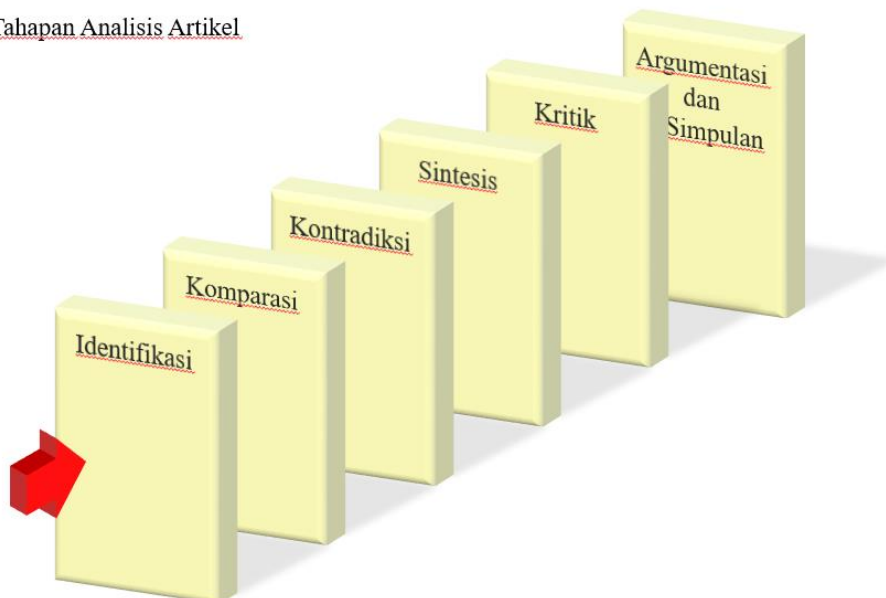 Tahapan Analisis Artikel
Identifikasi
Komparasi
Kontradiksi
Sintesis
Kritik
Argumentasi
dan
Simpulan